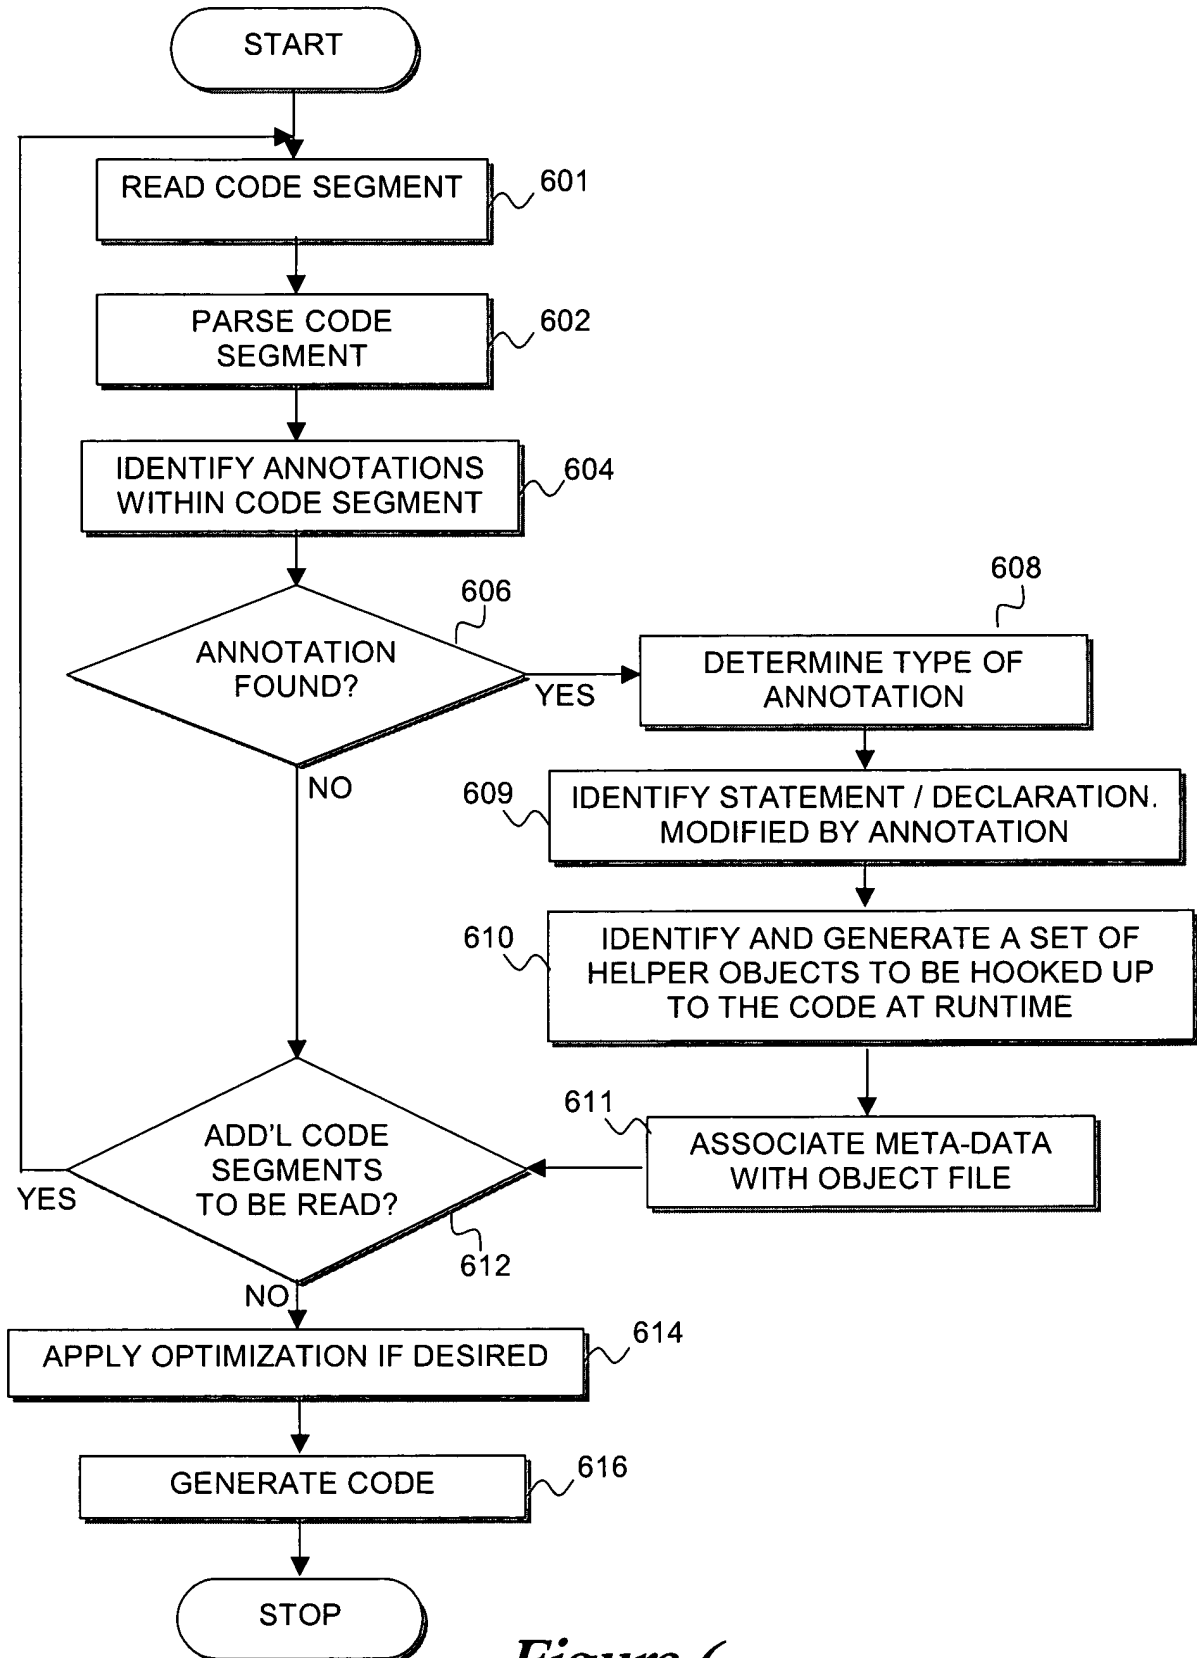 START
READ CODE SEGMENT
601
PARSE CODE
SEGMENT
602
IDENTIFY ANNOTATIONS
WITHIN CODE SEGMENT
604
606
ANNOTATION
FOUND?
YES
NO
608
DETERMINE TYPE OF
ANNOTATION
609
IDENTIFY STATEMENT / DECLARATION.
MODIFIED BY ANNOTATION
610
IDENTIFY AND GENERATE A SET OF
HELPER OBJECTS TO BE HOOKED UP
TO THE CODE AT RUNTIME
611
ASSOCIATE META-DATA
WITH OBJECT FILE
ADD'L CODE
SEGMENTS
TO BE READ?
YES
612
NO
APPLY OPTIMIZATION IF DESIRED
614
GENERATE CODE
616
STOP
Figure 6